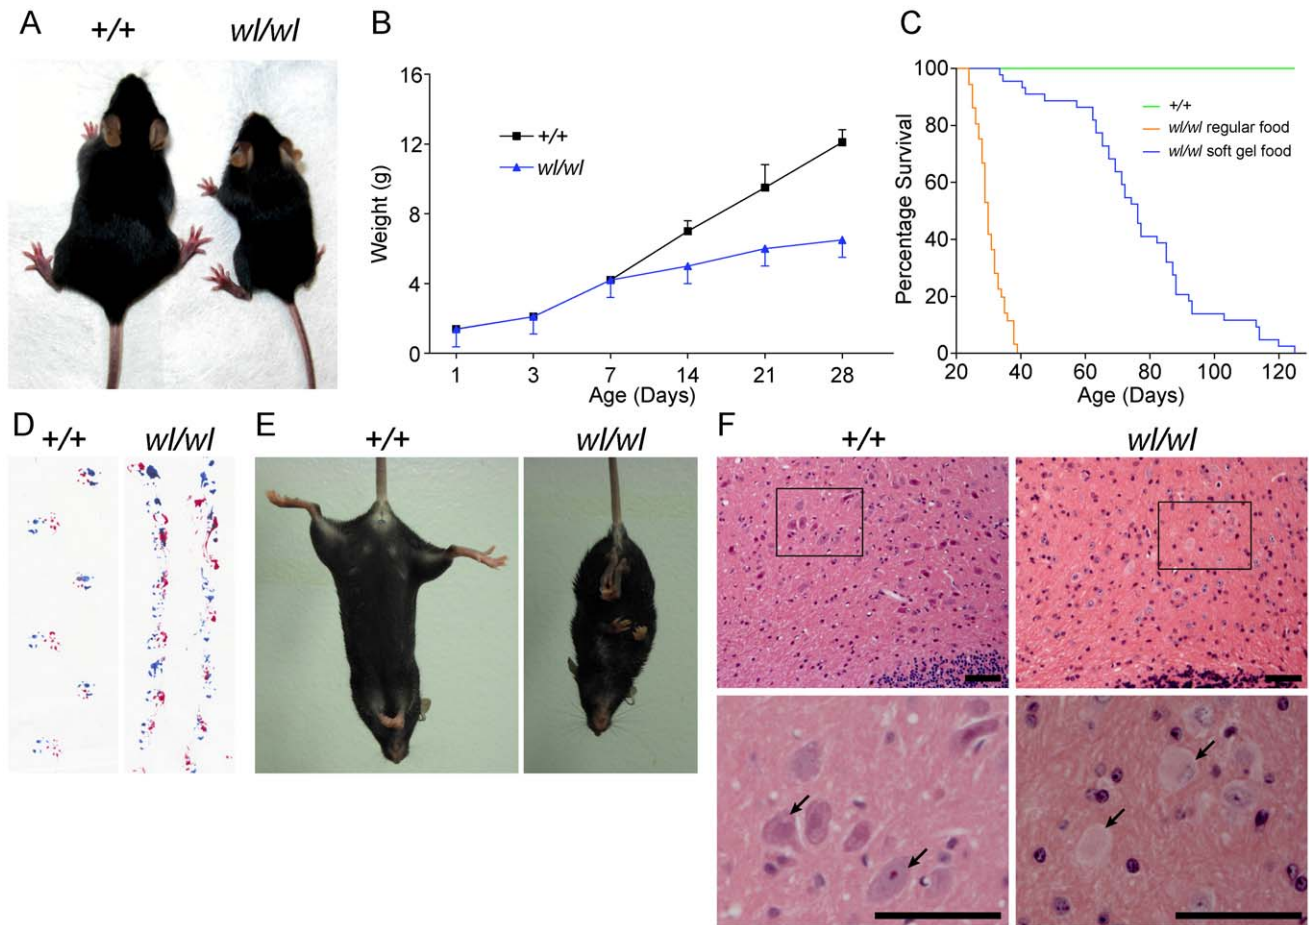 A
+/+
wl/wl
B
16
12
8
4
0
Weight (g)
+/+
wl/wl
1 3 7 14 21 28
Age (Days)
C
100
80
60
40
20
0
Percentage Survival
+/+
wl/wl regular food
wl/wl soft gel food
20 40 60 80 100 120
Age (Days)
D
+/+
wl/wl
E
+/+
wl/wl
F
+/+
wl/wl